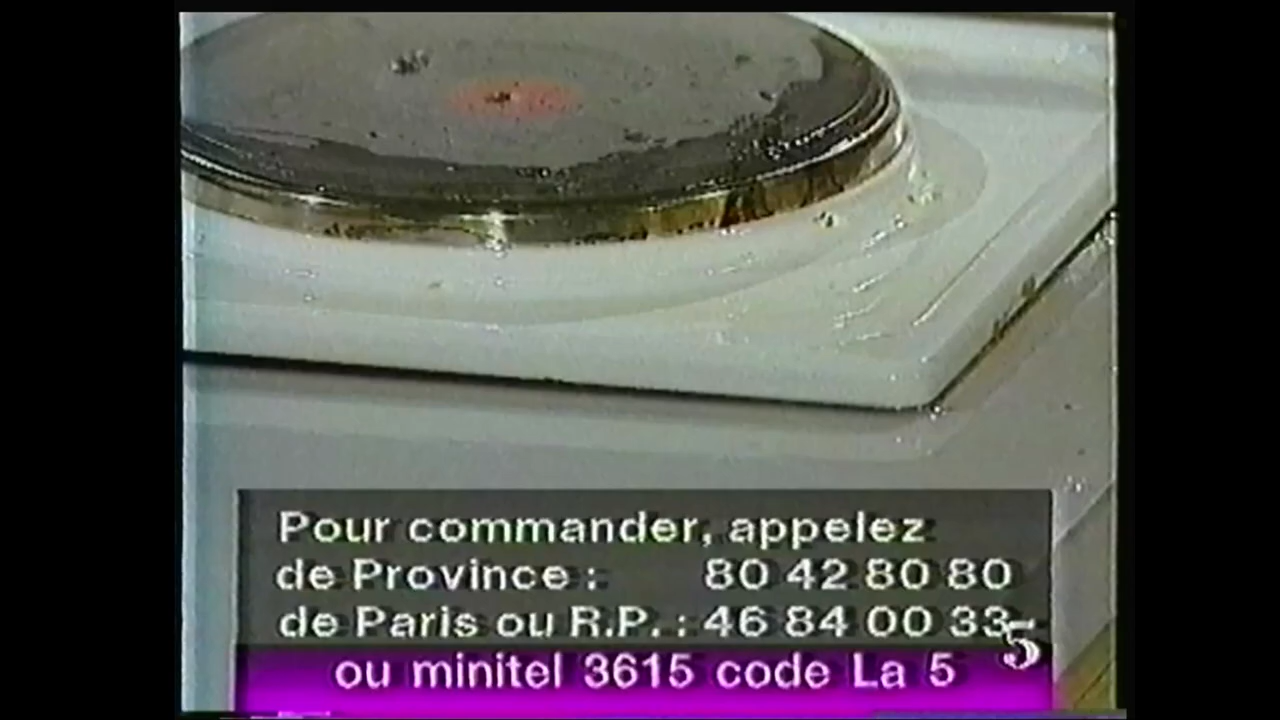 Pour commander, appelez
de Province : 80 42 80 80
de Paris ou R.P. : 46 84 00 33
5
ou minitel 3615 code La 5